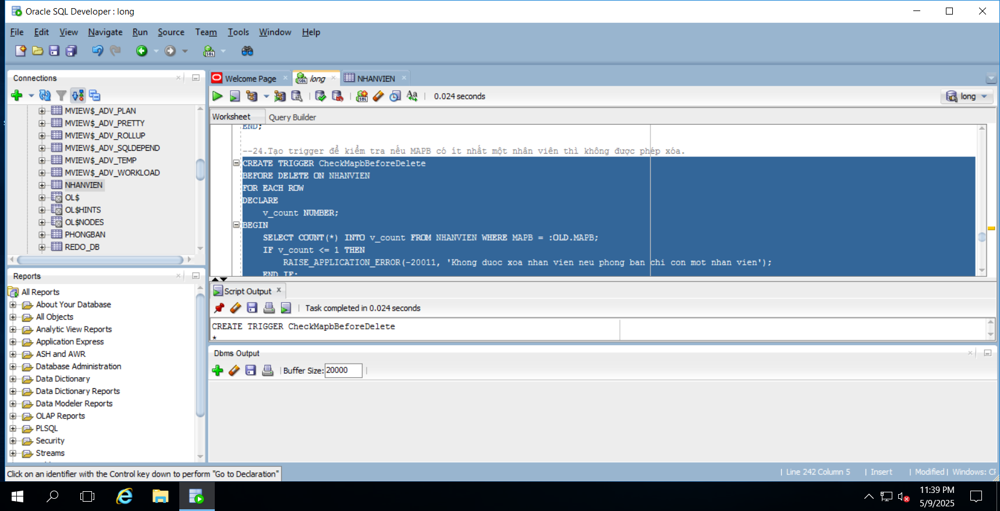 Oracle SQL Developer : long
File Edit View Navigate Run Source Team Tools Window Help
Connections
MVIEW$_ADV_PLAN
MVIEW$_ADV_PRETTY
MVIEW$_ADV_ROLLUP
MVIEW$_ADV_SQLDEPEND
MVIEW$_ADV_TEMP
MVIEW$_ADV_WORKLOAD
NHANVIEN
OL$
OL$HINTS
OL$NODES
PHONGBAN
REDO_DB
Reports
All Reports
About Your Database
All Objects
Analytic View Reports
Application Express
ASH and AWR
Database Administration
Data Dictionary
Data Dictionary Reports
Data Modeler Reports
OLAP Reports
PLSQL
Security
Streams
Welcome Page long NHANVIEN
0.024 seconds
long
Worksheet Query Builder
END;
--24.Tạo trigger để kiểm tra nếu MAPB có ít nhất một nhân viên thì không được phép xóa.
CREATE TRIGGER CheckMapbBeforeDelete
BEFORE DELETE ON NHANVIEN
FOR EACH ROW
DECLARE
v_count NUMBER;
BEGIN
SELECT COUNT(*) INTO v_count FROM NHANVIEN WHERE MAPB = :OLD.MAPB;
IF v_count <= 1 THEN
RAISE_APPLICATION_ERROR(-20011, 'Khong duoc xoa nhan vien neu phong ban chi con mot nhan vien');
END IF;
Script Output
Task completed in 0.024 seconds
CREATE TRIGGER CheckMapbBeforeDelete
*
Dbms Output
Buffer Size: 20000
Click on an identifier with the Control key down to perform "Go to Declaration"
Line 242 Column 5 | Insert | Modified | Windows: CR
11:39 PM
5/9/2025